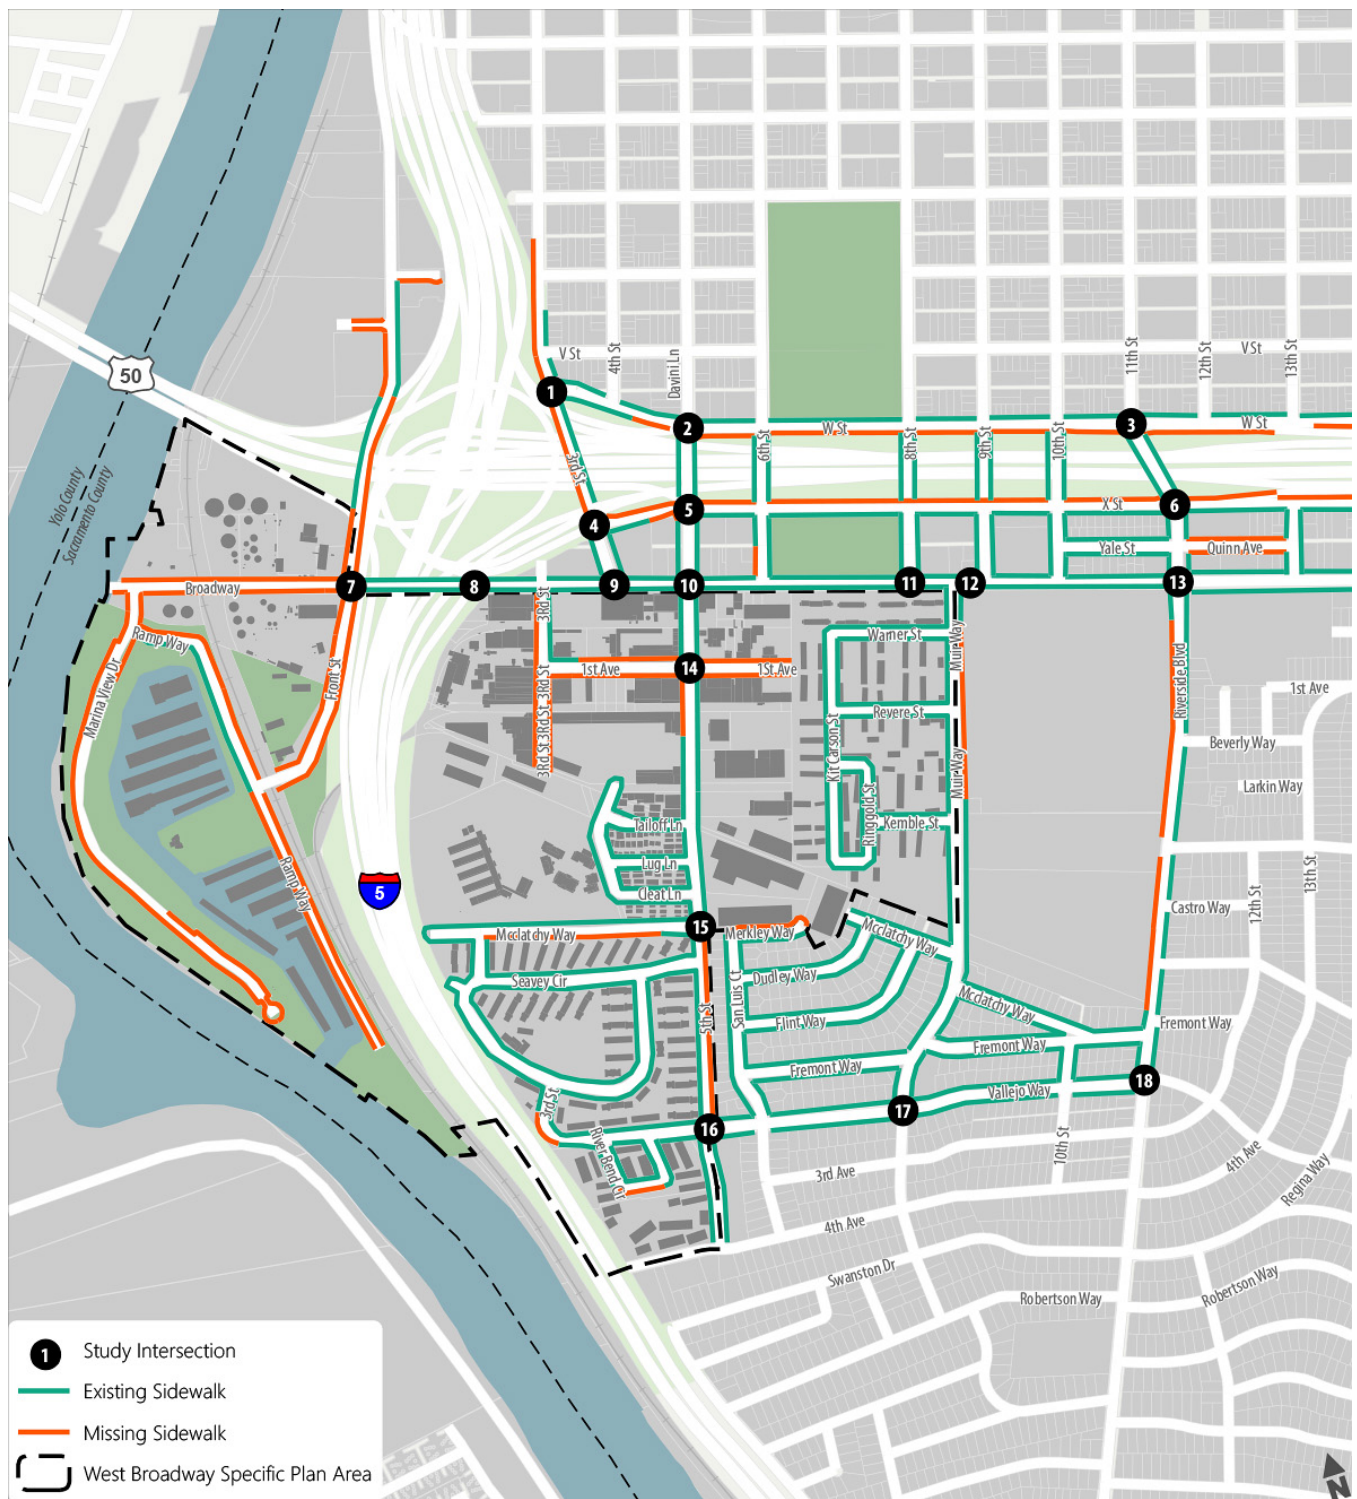 V St
4th St
Davini Ln
11th St
12th St
V St
13th St
50
1
2
W St
3
W St
6th St
8th St
9th St
10th St
3rd St
Yolo County
Sacramento County
4
5
X St
6
Yale St
Quinn Ave
Broadway
7
8
9
10
11
12
13
3Rd St
Ramp Way
Warner St
Muir Way
Marina View Dr
Front St
1st Ave
14
1St Ave
Riverside Blvd
1st Ave
3Rd St
3Rd St
3Rd St
Revere St
Kit Carson St
Beverly Way
Muir Way
Larkin Way
Ringgold St
Kemble St
Tailoff Ln
Lug Ln
Cleat Ln
5
Ramp Way
13th St
12th St
Castro Way
Mcclatchy Way
15
Merkley Way
Mcclatchy Way
Seavey Cir
San Luis Ct
Dudley Way
5th St
Flint Way
Mcclatchy Way
Fremont Way
Fremont Way
Fremont Way
Vallejo Way
18
3rd St
17
16
River Bend Cir
10th St
3rd Ave
4th Ave
Regina Way
4th Ave
Swanston Dr
Robertson Way
Robertson Way
1 Study Intersection
Existing Sidewalk
Missing Sidewalk
West Broadway Specific Plan Area
N